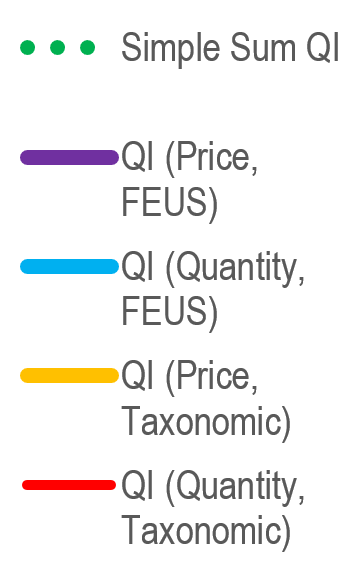 Simple Sum QI
QI (Price,
FEUS)
QI (Quantity,
FEUS)
QI (Price,
Taxonomic)
QI (Quantity,
Taxonomic)